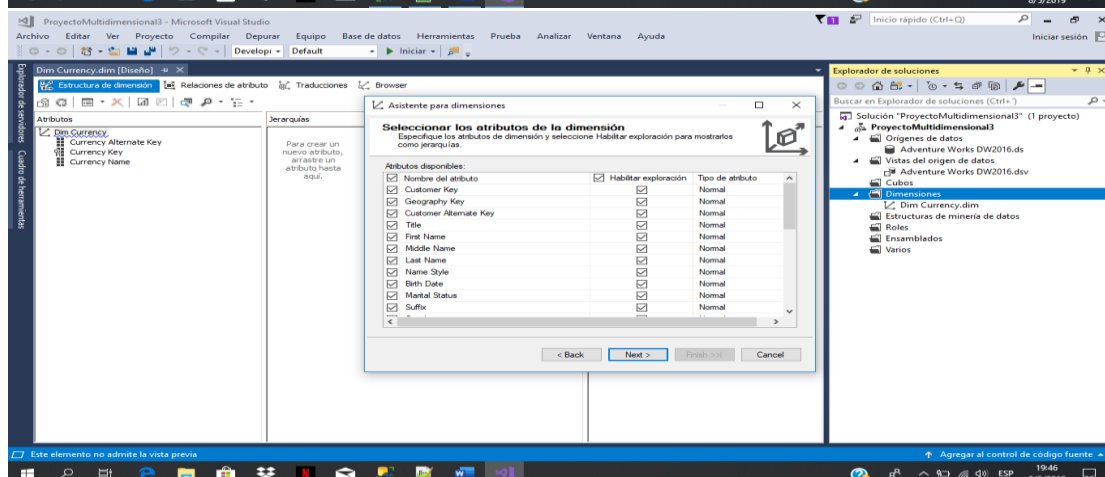 8/5/2019
ProyectoMultidimensional3 - Microsoft Visual Studio
1
Inicio rápido (Ctrl+Q)
Archivo Editar Ver Proyecto Compilar Depurar Equipo Base de datos Herramientas Prueba Analizar Ventana Ayuda
Iniciar sesión
Developi Default Iniciar
Explorador de servidores
Cuadro de herramientas
Dim Currency.dim [Diseño]
Estructura de dimensión Relaciones de atributo Traducciones Browser
Atributos
Dim Currency
Currency Alternate Key
Currency Key
Currency Name
Jerarquías
Para crear un
nuevo atributo,
arrastre un
atributo hasta
aquí.
Asistente para dimensiones
Seleccionar los atributos de la dimensión
Especifique los atributos de dimensión y seleccione Habilitar exploración para mostrarlos
como jerarquías.
Atributos disponibles:
Nombre del atributo Habilitar exploración Tipo de atributo
Customer Key Normal
Geography Key Normal
Customer Alternate Key Normal
Title Normal
First Name Normal
Middle Name Normal
Last Name Normal
Name Style Normal
Birth Date Normal
Marital Status Normal
Suffix Normal
< Back Next > Finish >>| Cancel
Explorador de soluciones
Buscar en Explorador de soluciones (Ctrl+')
Solución "ProyectoMultidimensional3" (1 proyecto)
ProyectoMultidimensional3
Orígenes de datos
Adventure Works DW2016.ds
Vistas del origen de datos
Adventure Works DW2016.dsv
Cubos
Dimensiones
Dim Currency.dim
Estructuras de minería de datos
Roles
Ensamblados
Varios
Este elemento no admite la vista previa
Agregar al control de código fuente
ESP
19:46